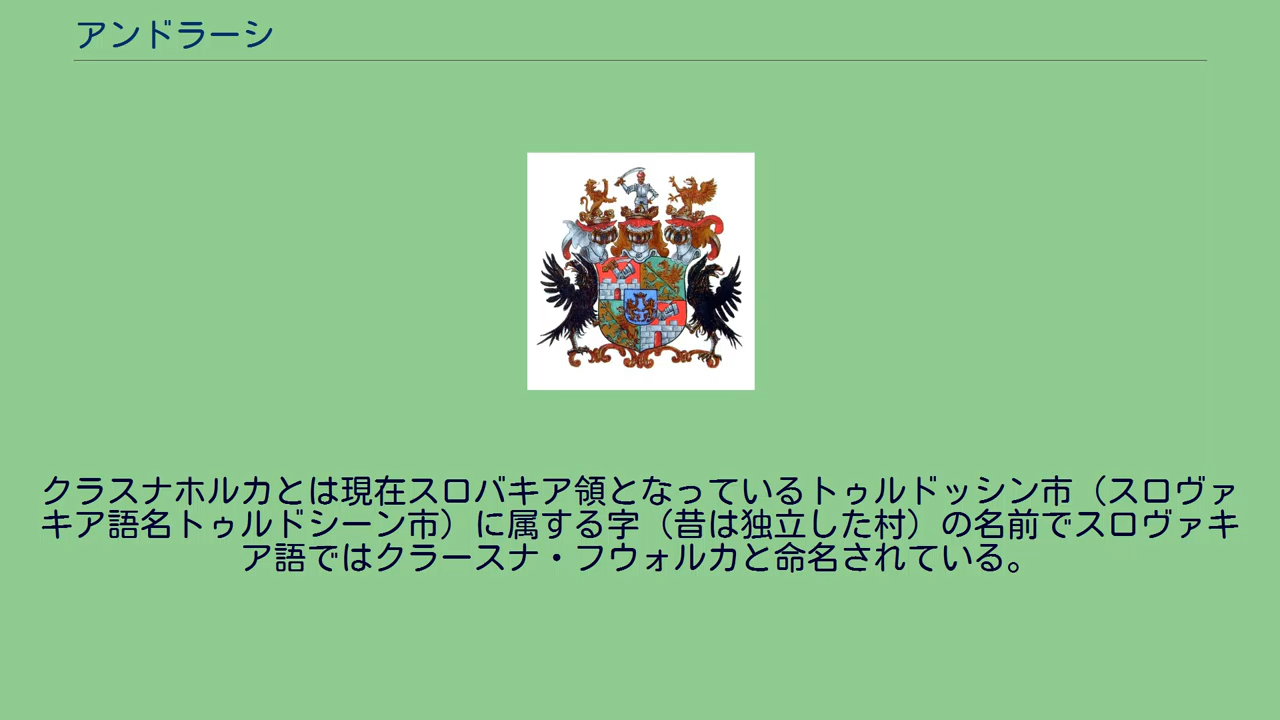 アンドラーシ
クラスナホルカとは現在スロバキア領となっているトゥルドッシン市（スロヴァ
キア語名トゥルドシーン市）に属する字（昔は独立した村）の名前でスロヴァキ
ア語ではクラースナ・フウォルカと命名されている。